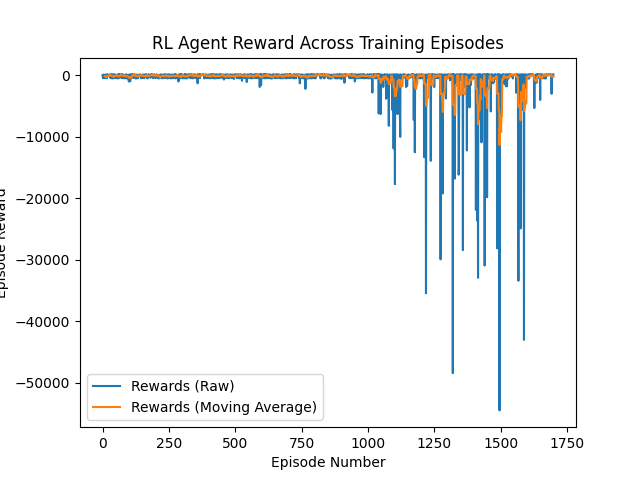 RL Agent Reward Across Training Episodes
Episode Reward
0
−10000
−20000
−30000
−40000
−50000
Rewards (Raw)
Rewards (Moving Average)
0
250
500
750
1000
1250
1500
1750
Episode Number